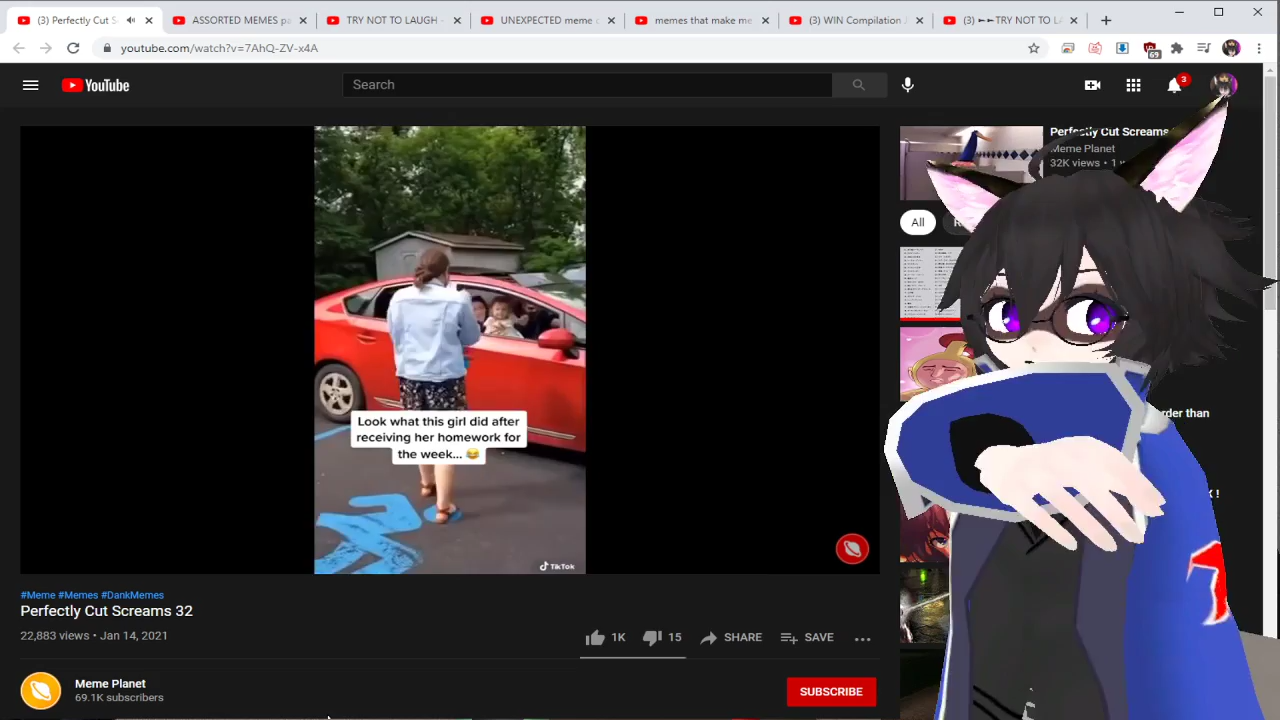 (3) Perfectly Cut S
ASSORTED MEMES pa
TRY NOT TO LAUGH -
UNEXPECTED meme c
memes that make me
(3) WIN Compilation J
(3) ►►TRY NOT TO LA
youtube.com/watch?v=7AhQ-ZV-x4A
69
YouTube
Search
3
Perfectly Cut Screams
Meme Planet
32K views • 1
All
Look what this girl did after
receiving her homework for
the week... 😂
TikTok
#Meme #Memes #DankMemes
Perfectly Cut Screams 32
22,883 views • Jan 14, 2021
1K
15
SHARE
SAVE
Meme Planet
69.1K subscribers
SUBSCRIBE
than